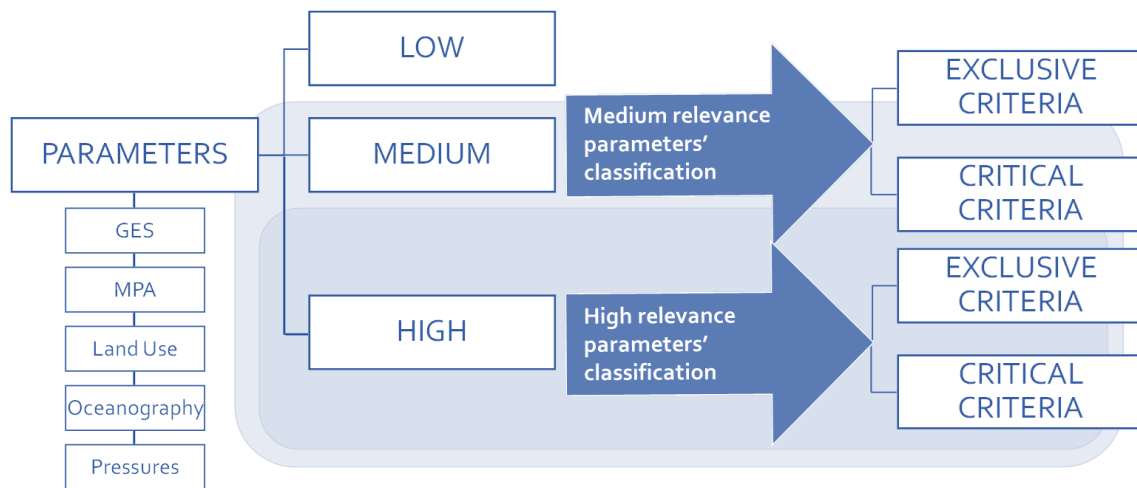 PARAMETERS
GES
MPA
Land Use
Oceanography
Pressures
LOW
MEDIUM
HIGH
Medium relevance
parameters’
classification
High relevance
parameters’
classification
EXCLUSIVE
CRITERIA
CRITICAL
CRITERIA
EXCLUSIVE
CRITERIA
CRITICAL
CRITERIA